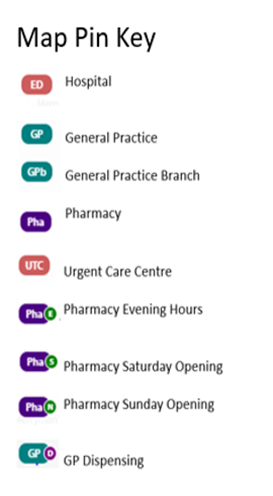 Map Pin Key
ED Hospital
GP General Practice
GPb General Practice Branch
Pha Pharmacy
UTC Urgent Care Centre
Pha E Pharmacy Evening Hours
Pha S Pharmacy Saturday Opening
Pha N Pharmacy Sunday Opening
GP D GP Dispensing